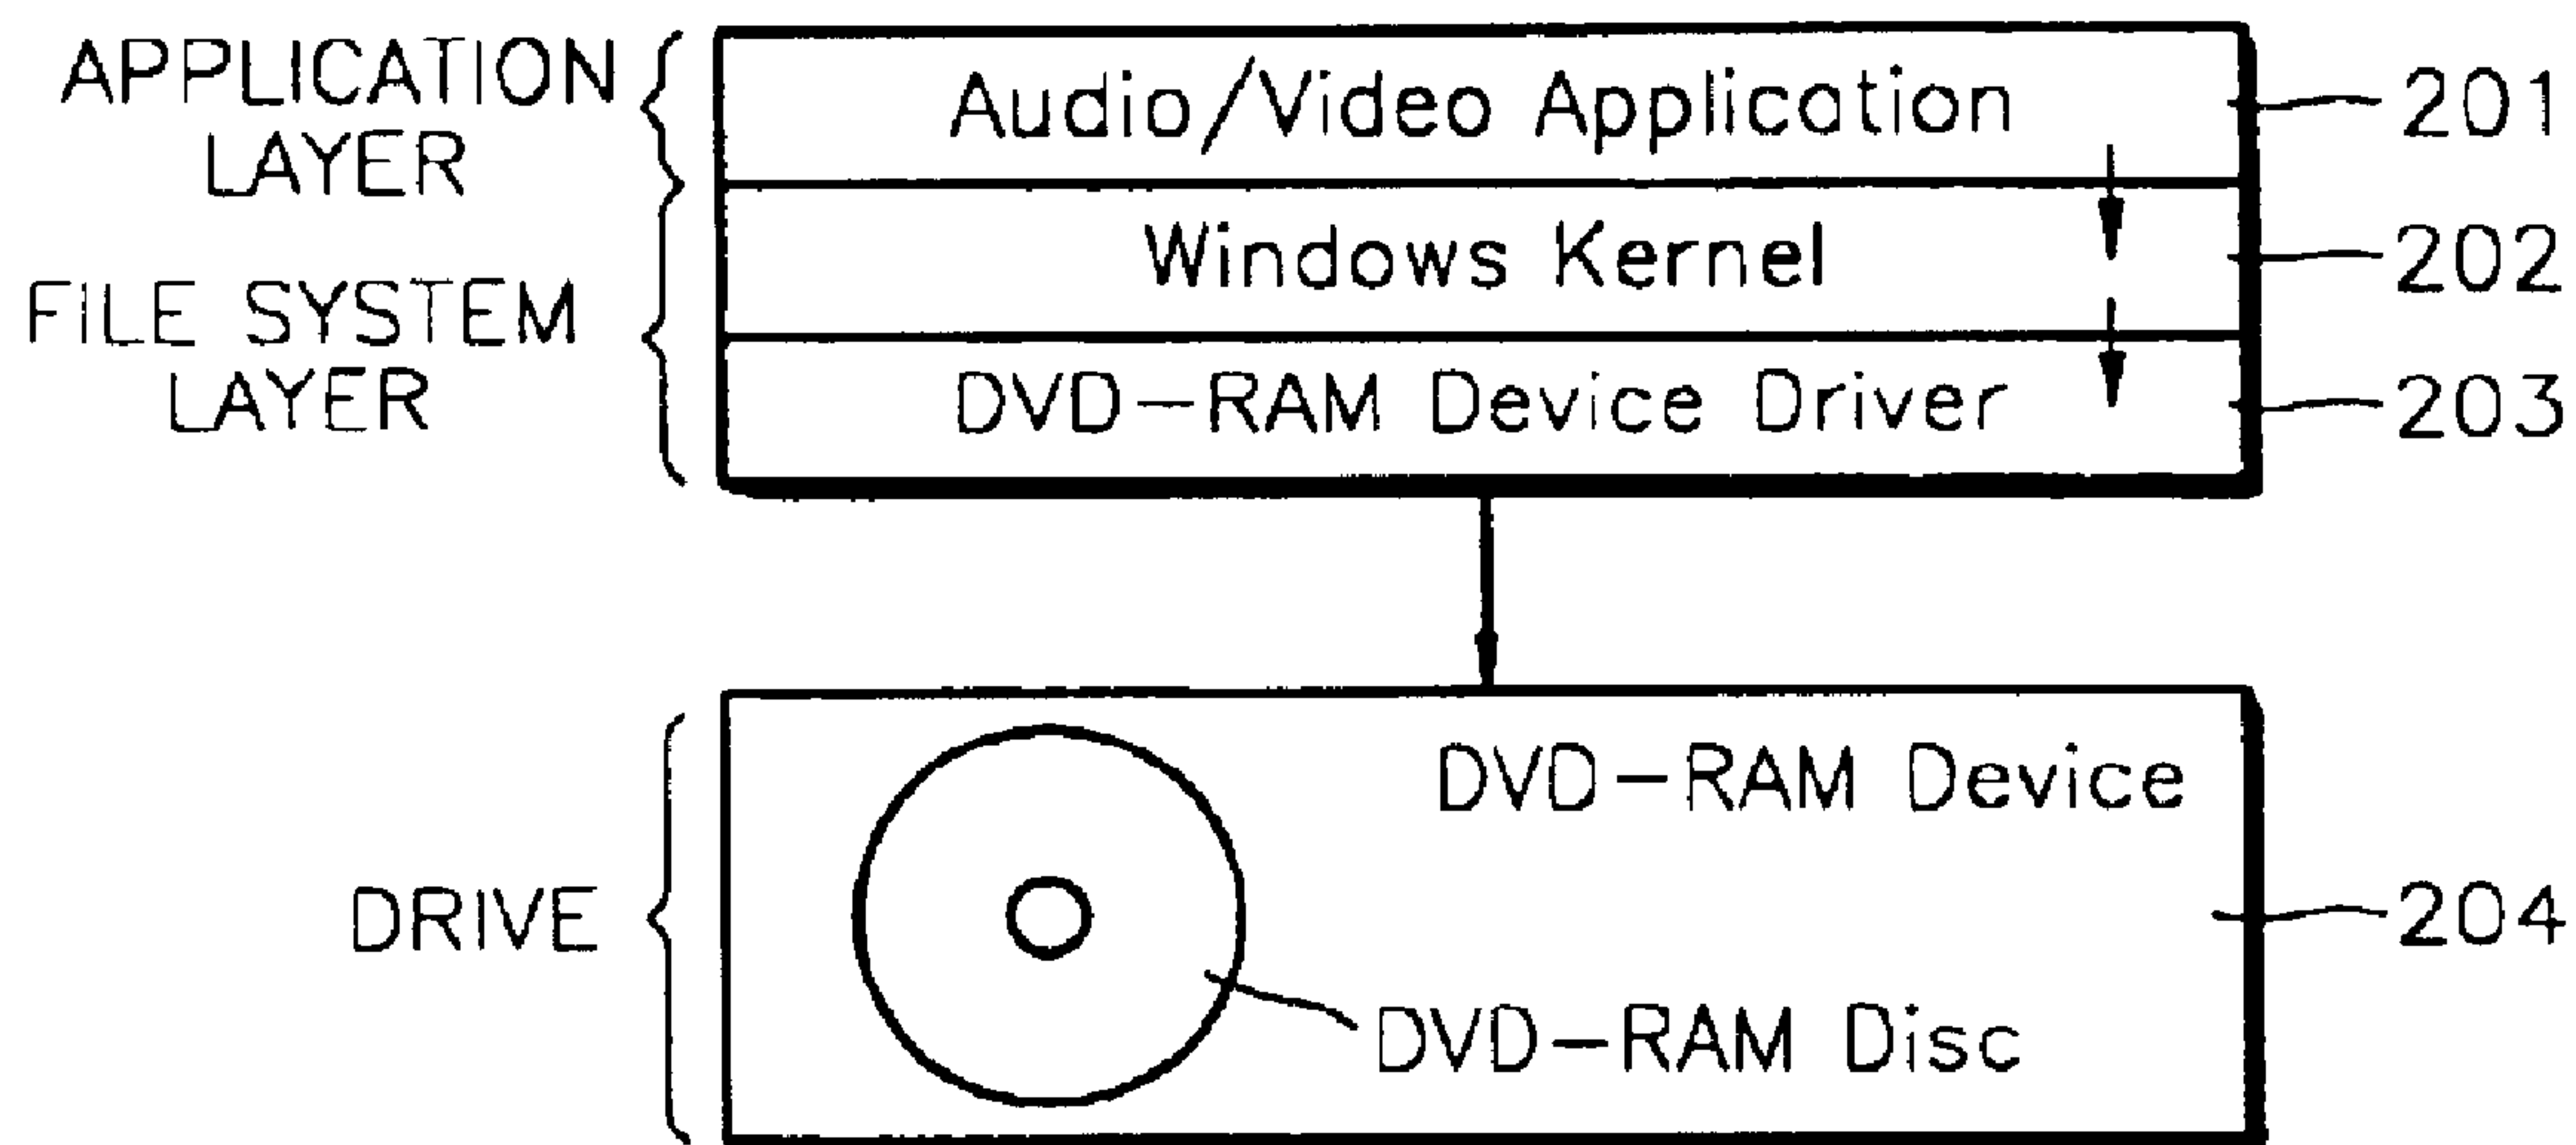 APPLICATION
LAYER
Audio/Video Application
201
Windows Kernel
202
FILE SYSTEM
LAYER
DVD-RAM Device Driver
203
DVD-RAM Device
DRIVE
204
DVD-RAM Disc